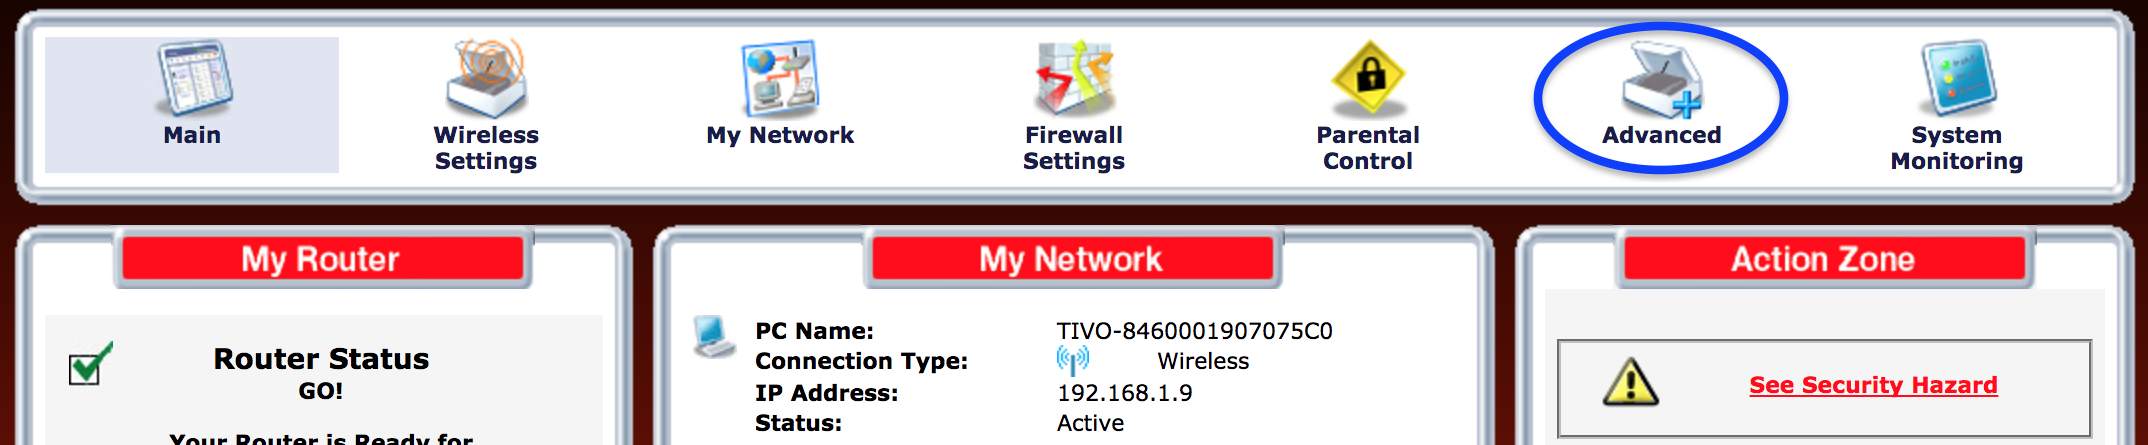 Main
Wireless
Settings
My Network
Firewall
Settings
Parental
Control
Advanced
System
Monitoring
My Router
Router Status
GO!
Your Router is Ready for
My Network
PC Name: TIVO-8460001907075C0
Connection Type: Wireless
IP Address: 192.168.1.9
Status: Active
Action Zone
See Security Hazard